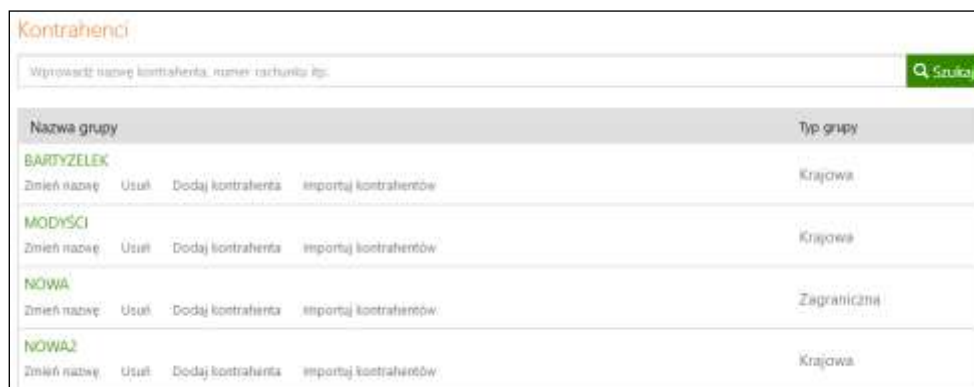 Kontrahenci
Wprowadź nazwę kontrahenta, numer rachunku itp.
Szukaj
Nazwa grupy Typ grupy
BARTYZELEK
Krajowa
Zmień nazwę Usuń Dodaj kontrahenta Importuj kontrahentów
MODYŚCI
Krajowa
Zmień nazwę Usuń Dodaj kontrahenta Importuj kontrahentów
NOWA
Zagraniczna
Zmień nazwę Usuń Dodaj kontrahenta Importuj kontrahentów
NOWA2
Krajowa
Zmień nazwę Usuń Dodaj kontrahenta Importuj kontrahentów